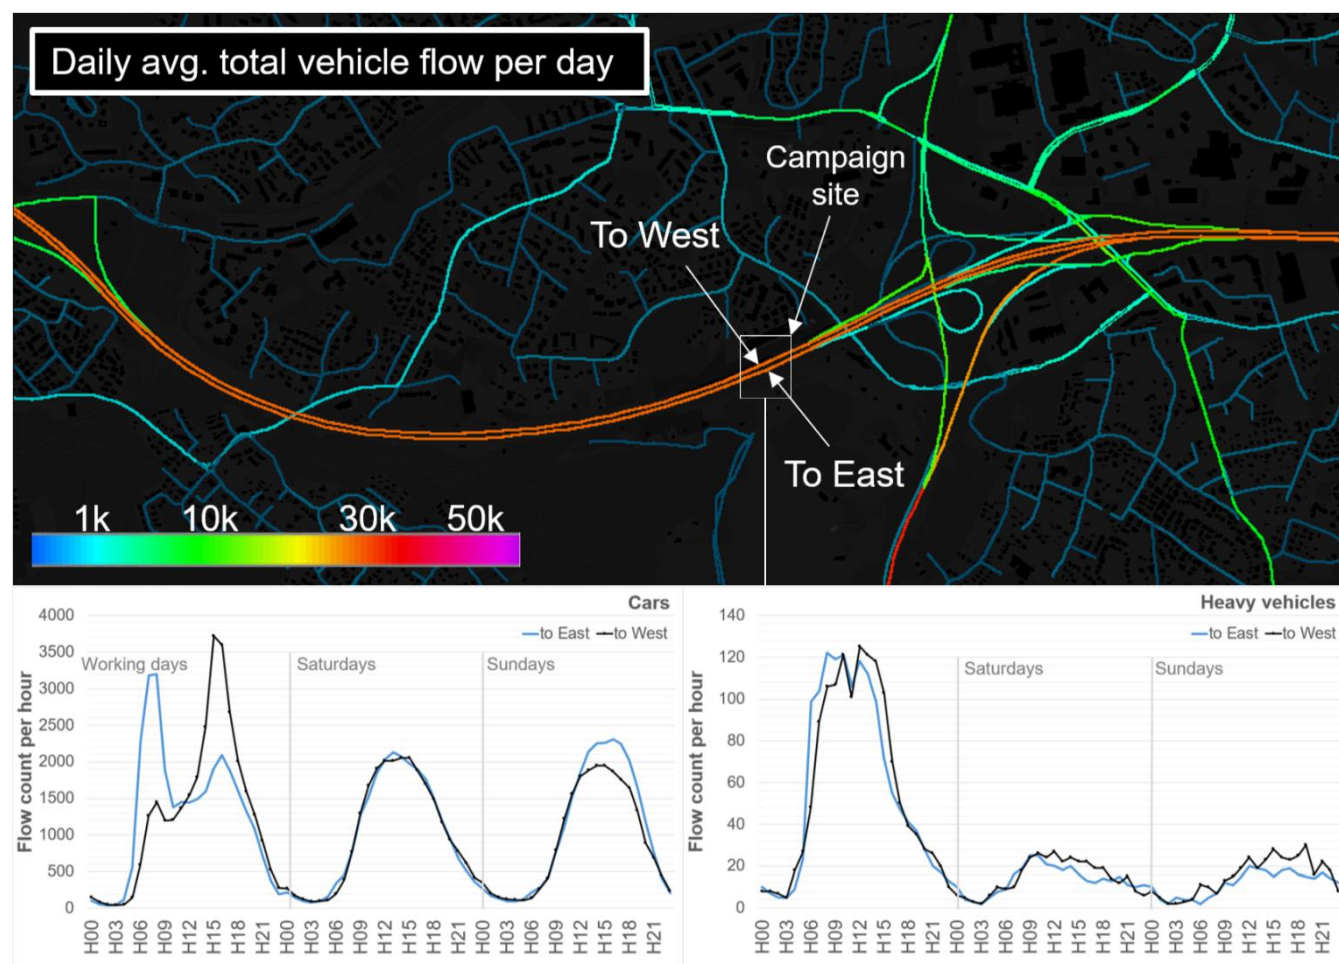 Daily avg. total vehicle flow per day
Campaign
site
To West
To East
1k 10k 30k 50k
Cars
to East to West
Working days Saturdays Sundays
Flow count per hour
4000
3500
3000
2500
2000
1500
1000
500
0
H00 H03 H06 H09 H12 H15 H18 H21 H00 H03 H06 H09 H12 H15 H18 H21 H00 H03 H06 H09 H12 H15 H18 H21
Heavy vehicles
to East to West
Saturdays Sundays
Flow count per hour
140
120
100
80
60
40
20
0
H00 H03 H06 H09 H12 H15 H18 H21 H00 H03 H06 H09 H12 H15 H18 H21 H00 H03 H06 H09 H12 H15 H18 H21